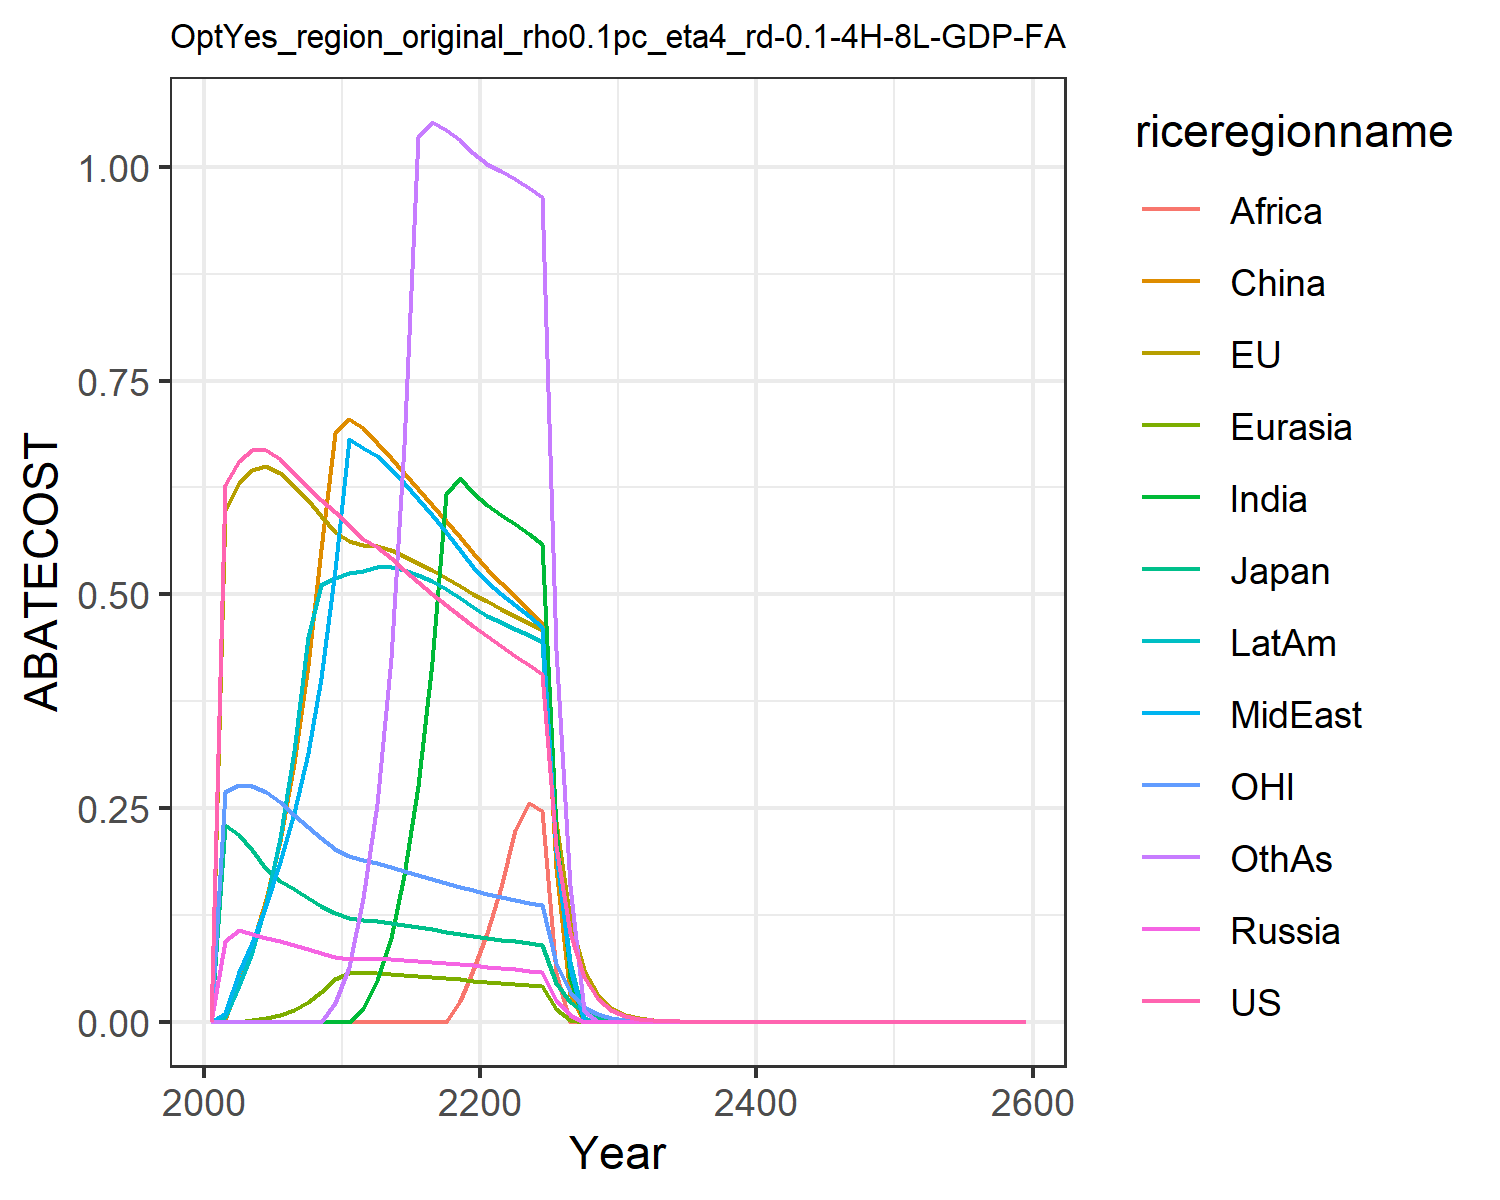 OptYes_region_original_rho0.1pc_eta4_rd-0.1-4H-8L-GDP-FA
ABATECOST
1.00
0.75
0.50
0.25
0.00
2000
2200
2400
2600
Year
riceregionname
Africa
China
EU
Eurasia
India
Japan
LatAm
MidEast
OHI
OthAs
Russia
US